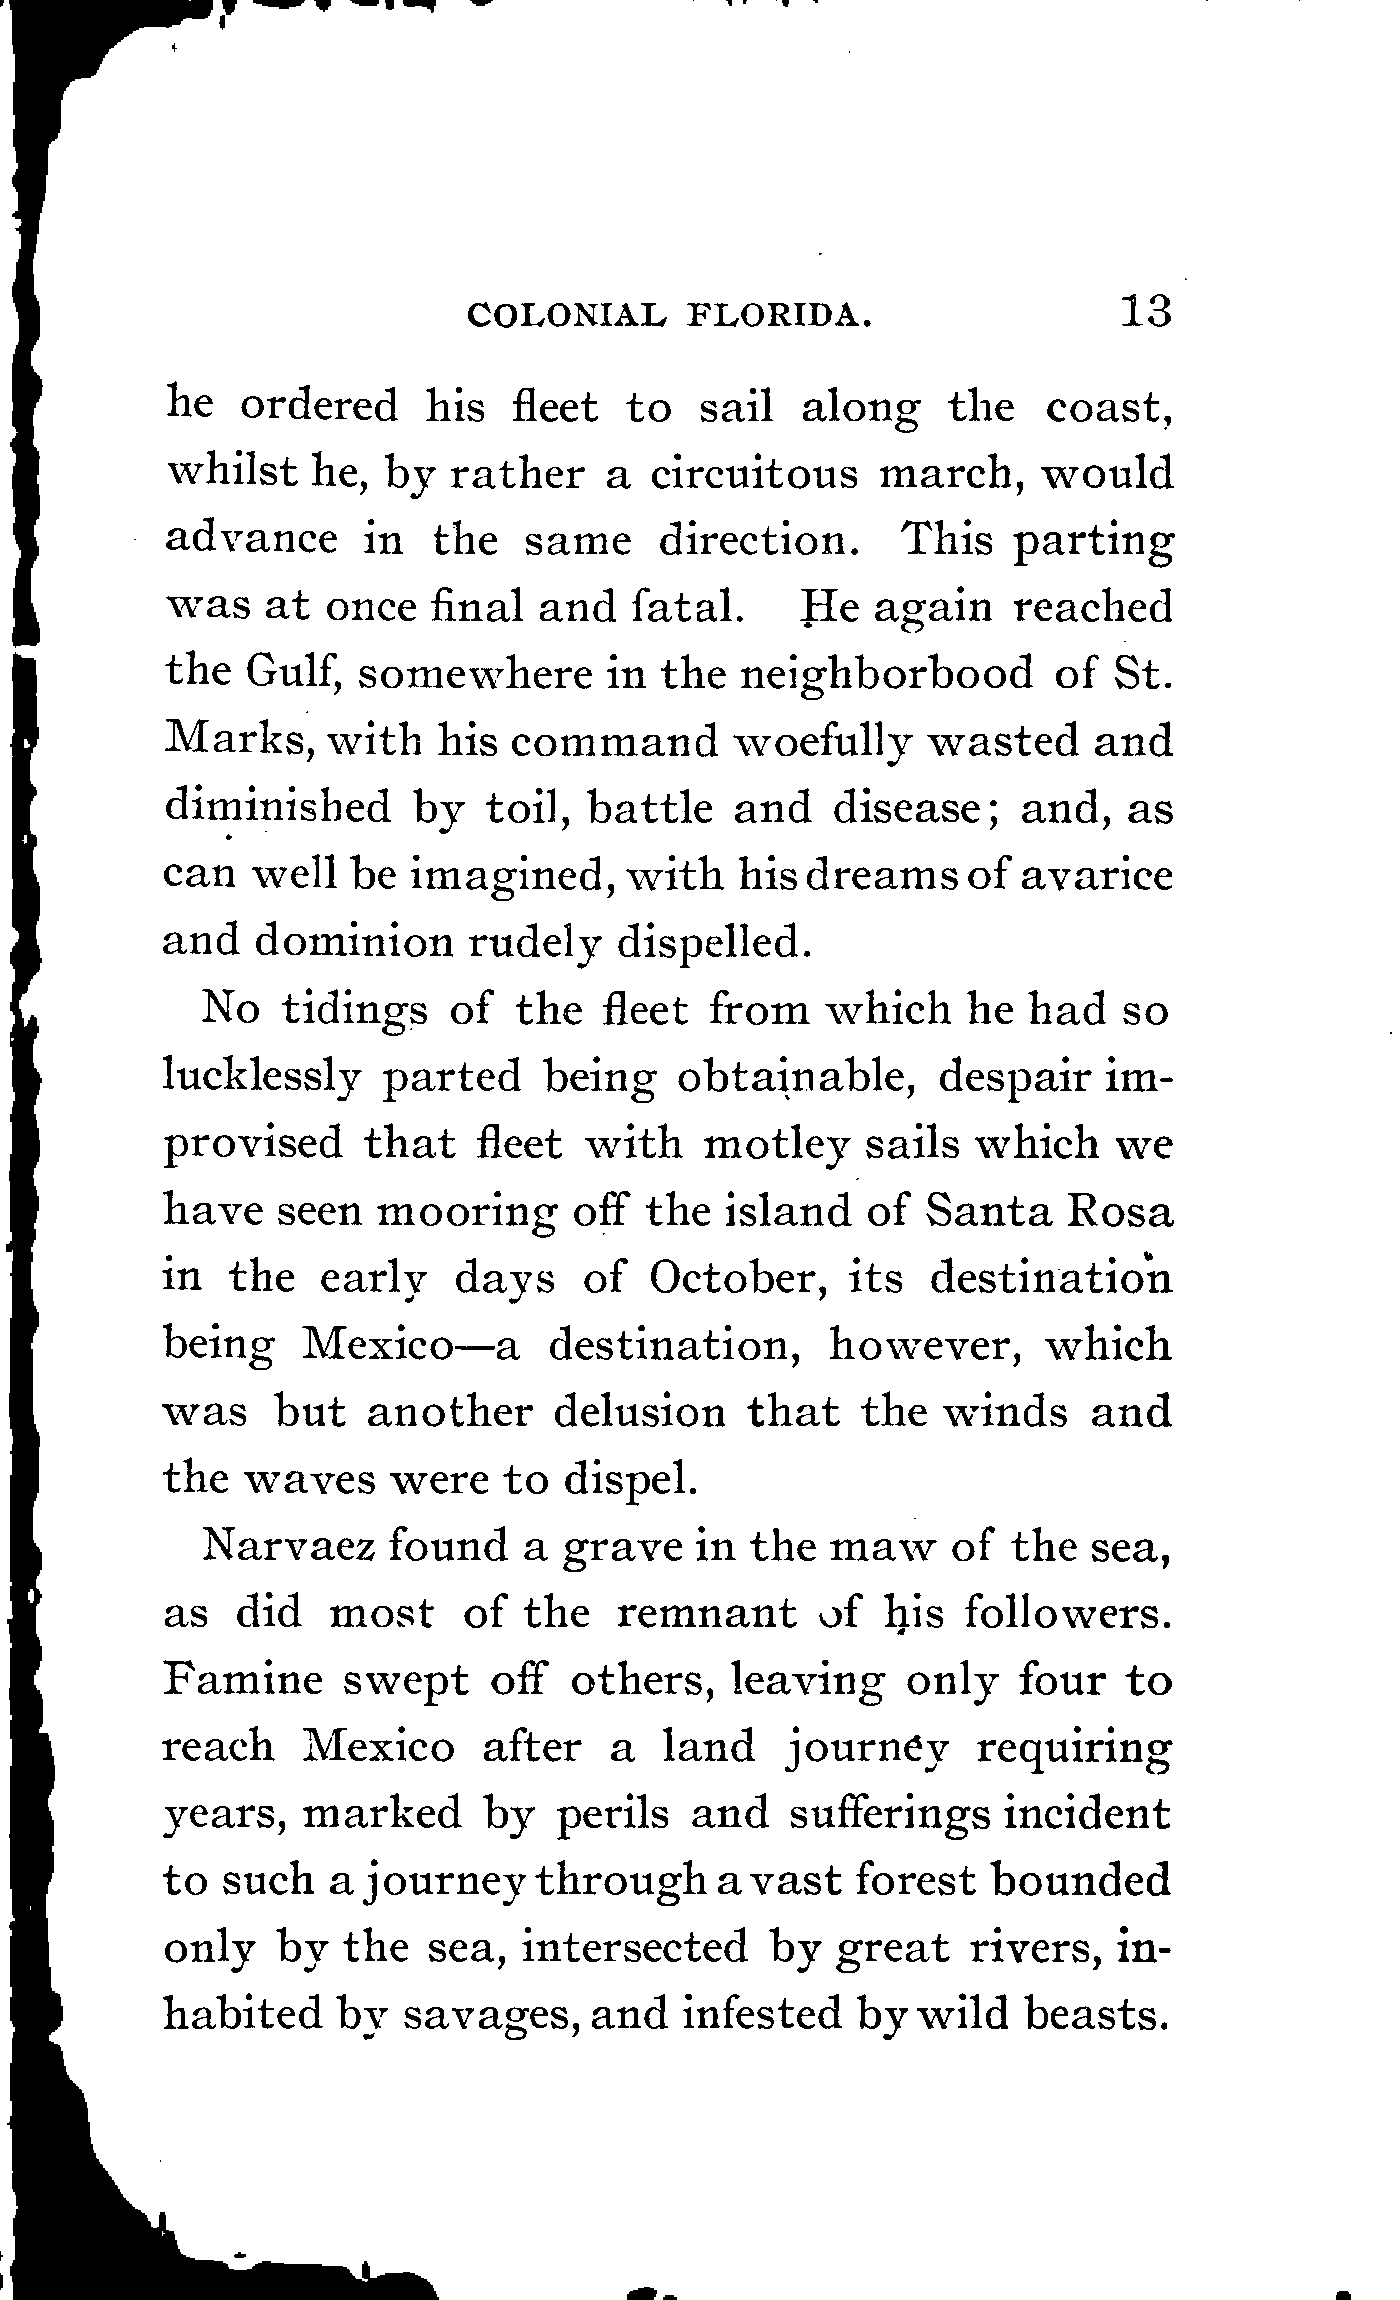 COLONIAL FLORIDA. 13
he ordered his fleet to sail along the coast,
whilst he, by rather a circuitous march, would
advance in the same direction. This parting
was at once final and fatal. He again reached
the Gulf, somewhere in the neighborbood of St.
Marks, with his command woefully wasted and
diminished by toil, battle and disease; and, as
can well be imagined, with his dreams of avarice
and dominion rudely dispelled.
No tidings of the fleet from which he had so
lucklessly parted being obtainable, despair im-
provised that fleet with motley sails which we
have seen mooring off the island of Santa Rosa
in the early days of October, its destination
being Mexico—a destination, however, which
was but another delusion that the winds and
the waves were to dispel.
Narvaez found a grave in the maw of the sea,
as did most of the remnant of his followers.
Famine swept off others, leaving only four to
reach Mexico after a land journey requiring
years, marked by perils and sufferings incident
to such a journey through a vast forest bounded
only by the sea, intersected by great rivers, in-
habited by savages, and infested by wild beasts.